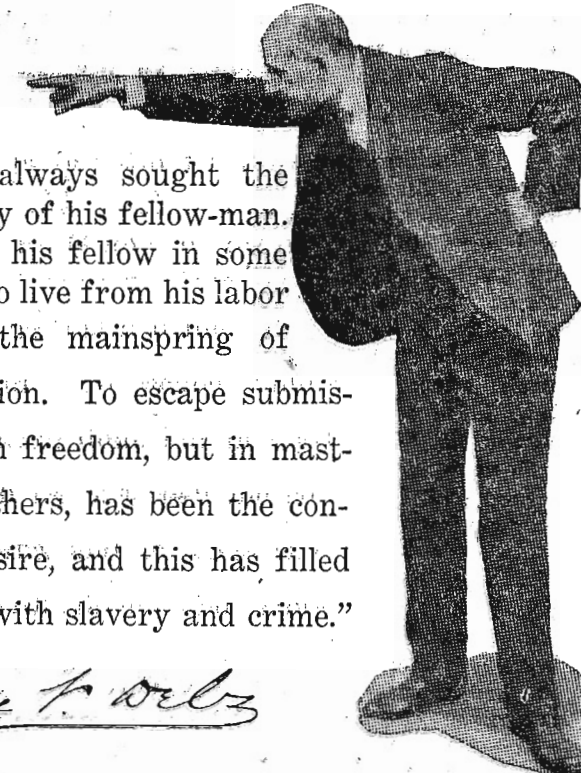 always sought the
y of his fellow-man.
his fellow in some
o live from his labor
the mainspring of
ion. To escape submis-
n freedom, but in mast-
hers, has been the con-
sire, and this has filled
with slavery and crime.”
Debs